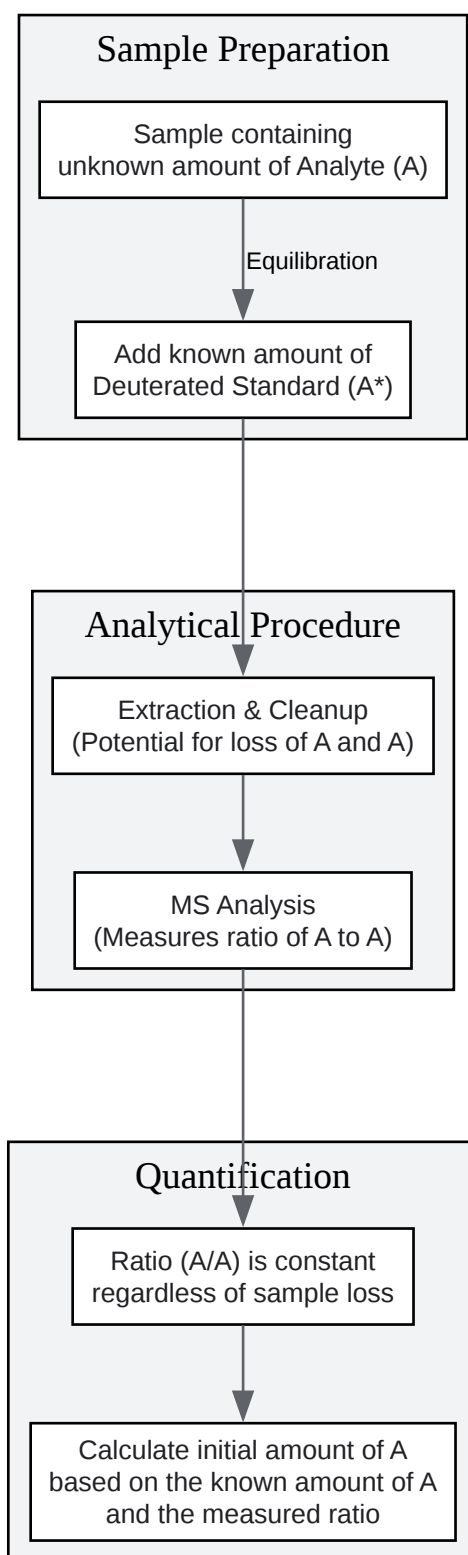 Sample Preparation
Sample containing
unknown amount of Analyte (A)
Equilibration
Add known amount of
Deuterated Standard (A*)
Analytical Procedure
Extraction & Cleanup
(Potential for loss of A and A)
MS Analysis
(Measures ratio of A to A)
Quantification
Ratio (A/A) is constant
regardless of sample loss
Calculate initial amount of A
based on the known amount of A
and the measured ratio